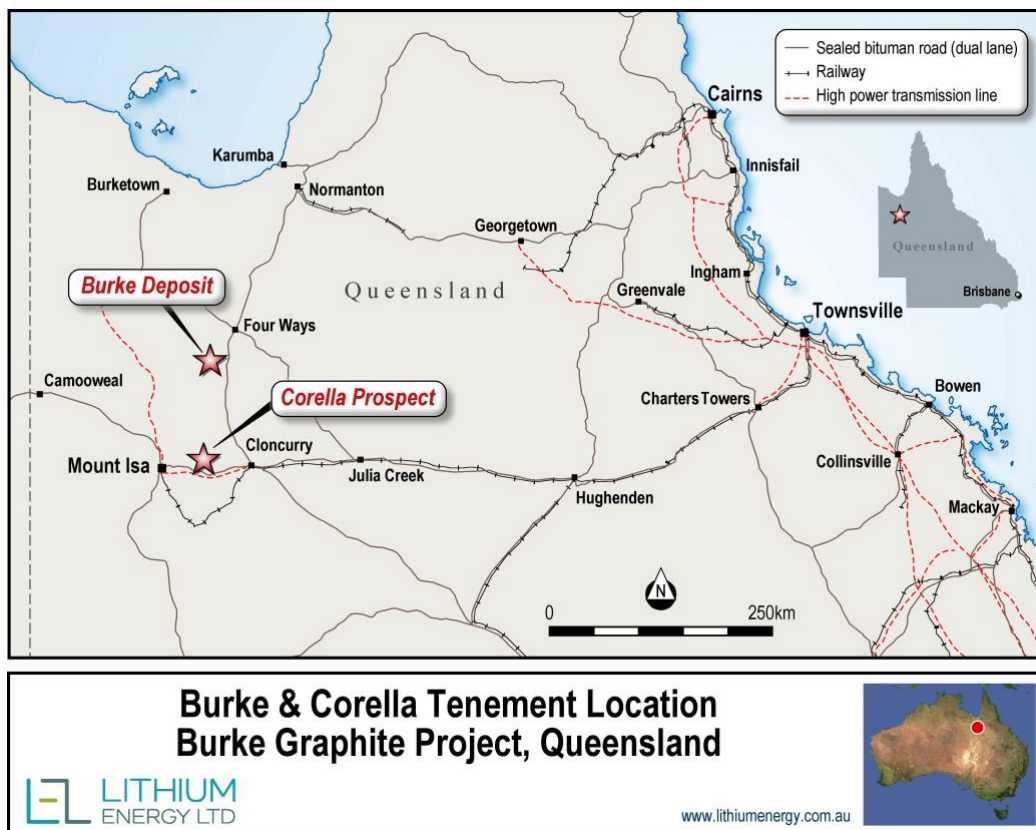 Sealed bituman road (dual lane)
Railway
High power transmission line
Cairns
Karumba
Innisfail
Burketown
Normanton
Georgetown
Queensland
Brisbane
Burke Deposit
Queensland
Ingham
Greenvale
Four Ways
Townsville
Camooweal
Corella Prospect
Charters Towers
Bowen
Mount Isa
Cloncurry
Julia Creek
Hughenden
Collinsville
Mackay
N
0 250km
Burke & Corella Tenement Location
Burke Graphite Project, Queensland
LITHIUM
ENERGY LTD
www.lithiumenergy.com.au